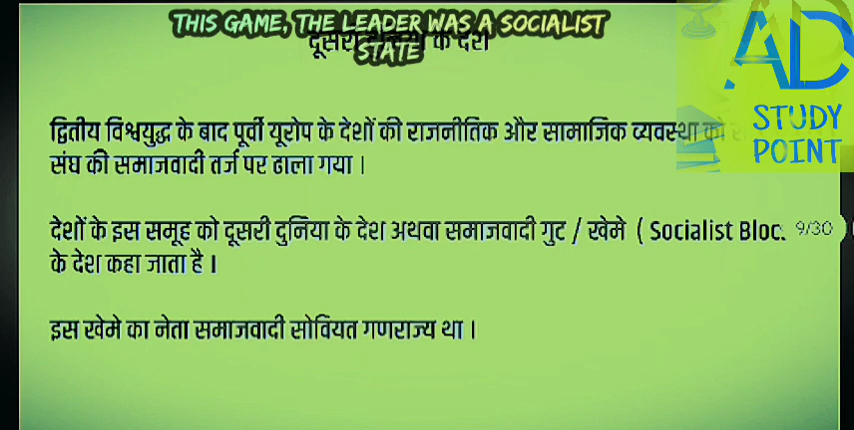 THIS GAME, THE LEADER WAS A SOCIALIST
STATE
दूसरी दुनिया के देश
द्वितीय विश्वयुद्ध के बाद पूर्वी यूरोप के देशों की राजनीतिक और सामाजिक व्यवस्था को
संघ की समाजवादी तर्ज पर ढाला गया ।
देशों के इस समूह को दूसरी दुनिया के देश अथवा समाजवादी गुट / खेमे ( Socialist Bloc
के देश कहा जाता है ।
इस खेमे का नेता समाजवादी सोवियत गणराज्य था ।
AD
STUDY
POINT
9/30